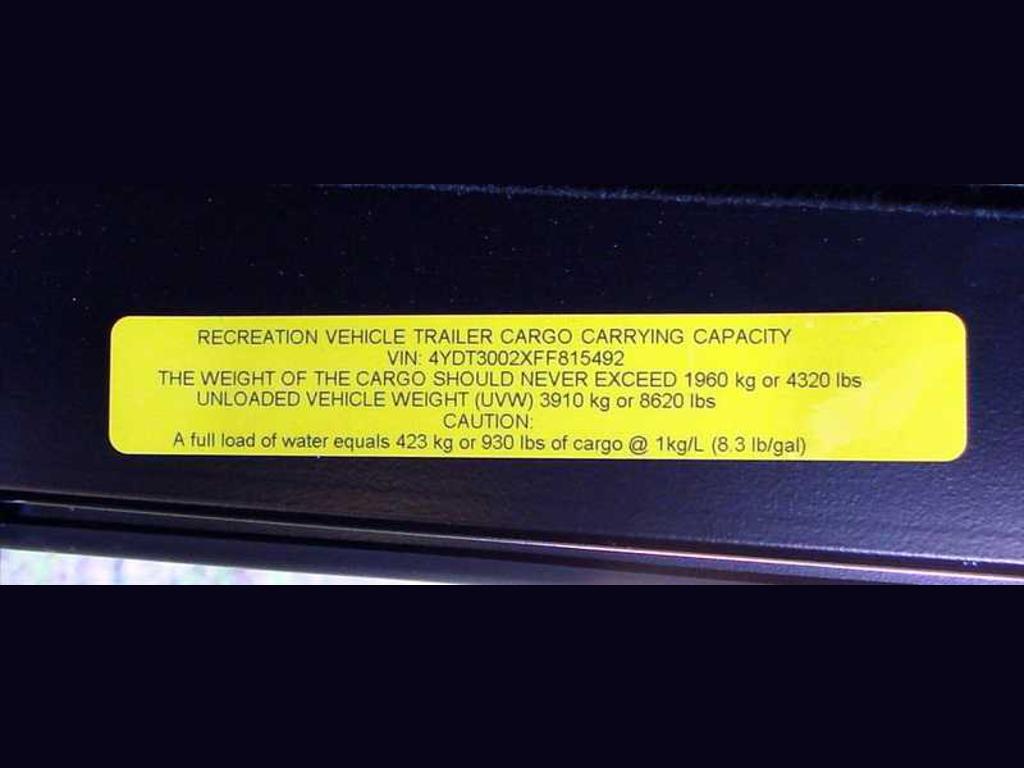 RECREATION VEHICLE TRAILER CARGO CARRYING CAPACITY
VIN: 4YDT3002XFF815492
THE WEIGHT OF THE CARGO SHOULD NEVER EXCEED 1960 kg or 4320 lbs
UNLOADED VEHICLE WEIGHT (UVW) 3910 kg or 8620 lbs
CAUTION:
A full load of water equals 423 kg or 930 lbs of cargo @ 1kg/L (8.3 lb/gal)